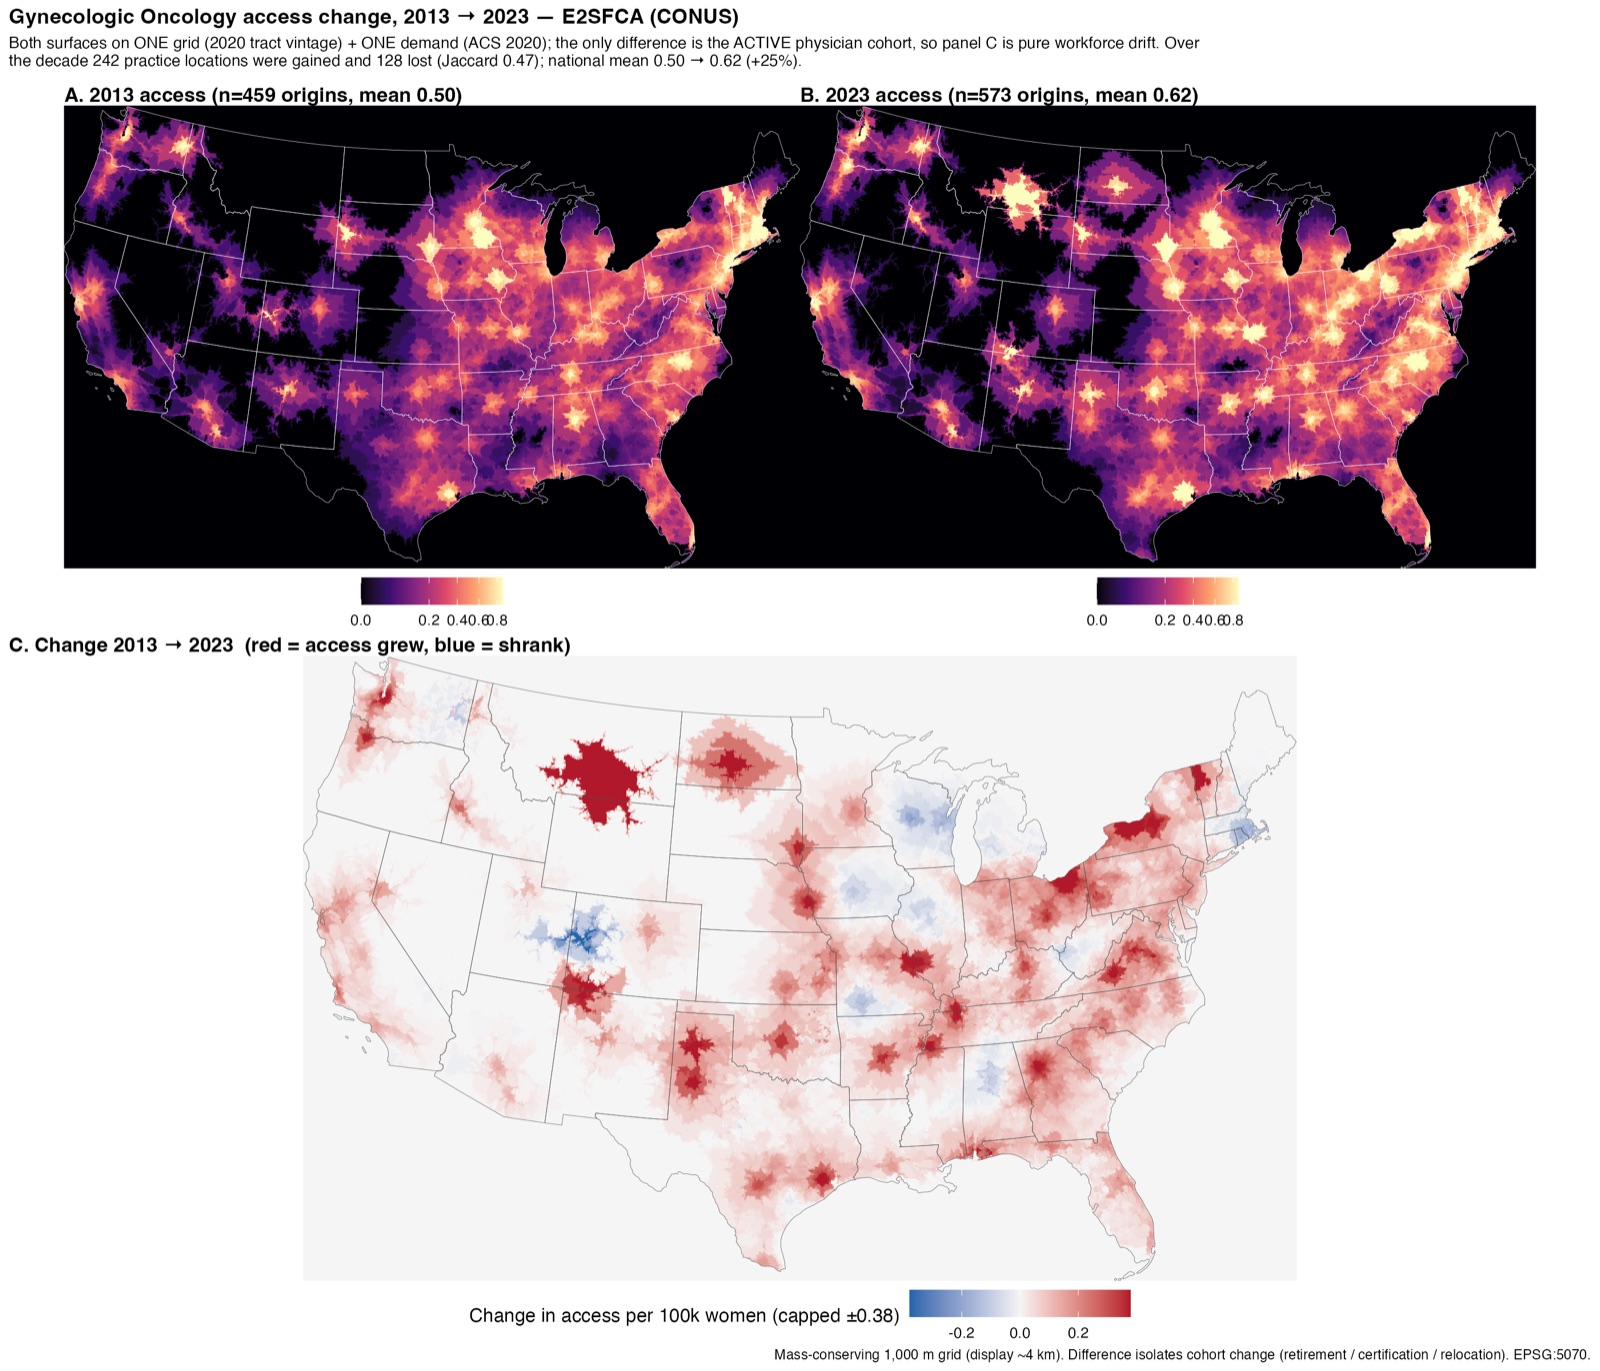 Gynecologic Oncology access change, 2013 → 2023 — E2SFCA (CONUS)
Both surfaces on ONE grid (2020 tract vintage) + ONE demand (ACS 2020); the only difference is the ACTIVE physician cohort, so panel C is pure workforce drift. Over
the decade 242 practice locations were gained and 128 lost (Jaccard 0.47); national mean 0.50 → 0.62 (+25%).
A. 2013 access (n=459 origins, mean 0.50)
B. 2023 access (n=573 origins, mean 0.62)
0.0 0.2 0.4 0.6 0.8
0.0 0.2 0.4 0.6 0.8
C. Change 2013 → 2023 (red = access grew, blue = shrank)
Change in access per 100k women (capped ±0.38)
-0.2 0.0 0.2
Mass-conserving 1,000 m grid (display ~4 km). Difference isolates cohort change (retirement / certification / relocation). EPSG:5070.